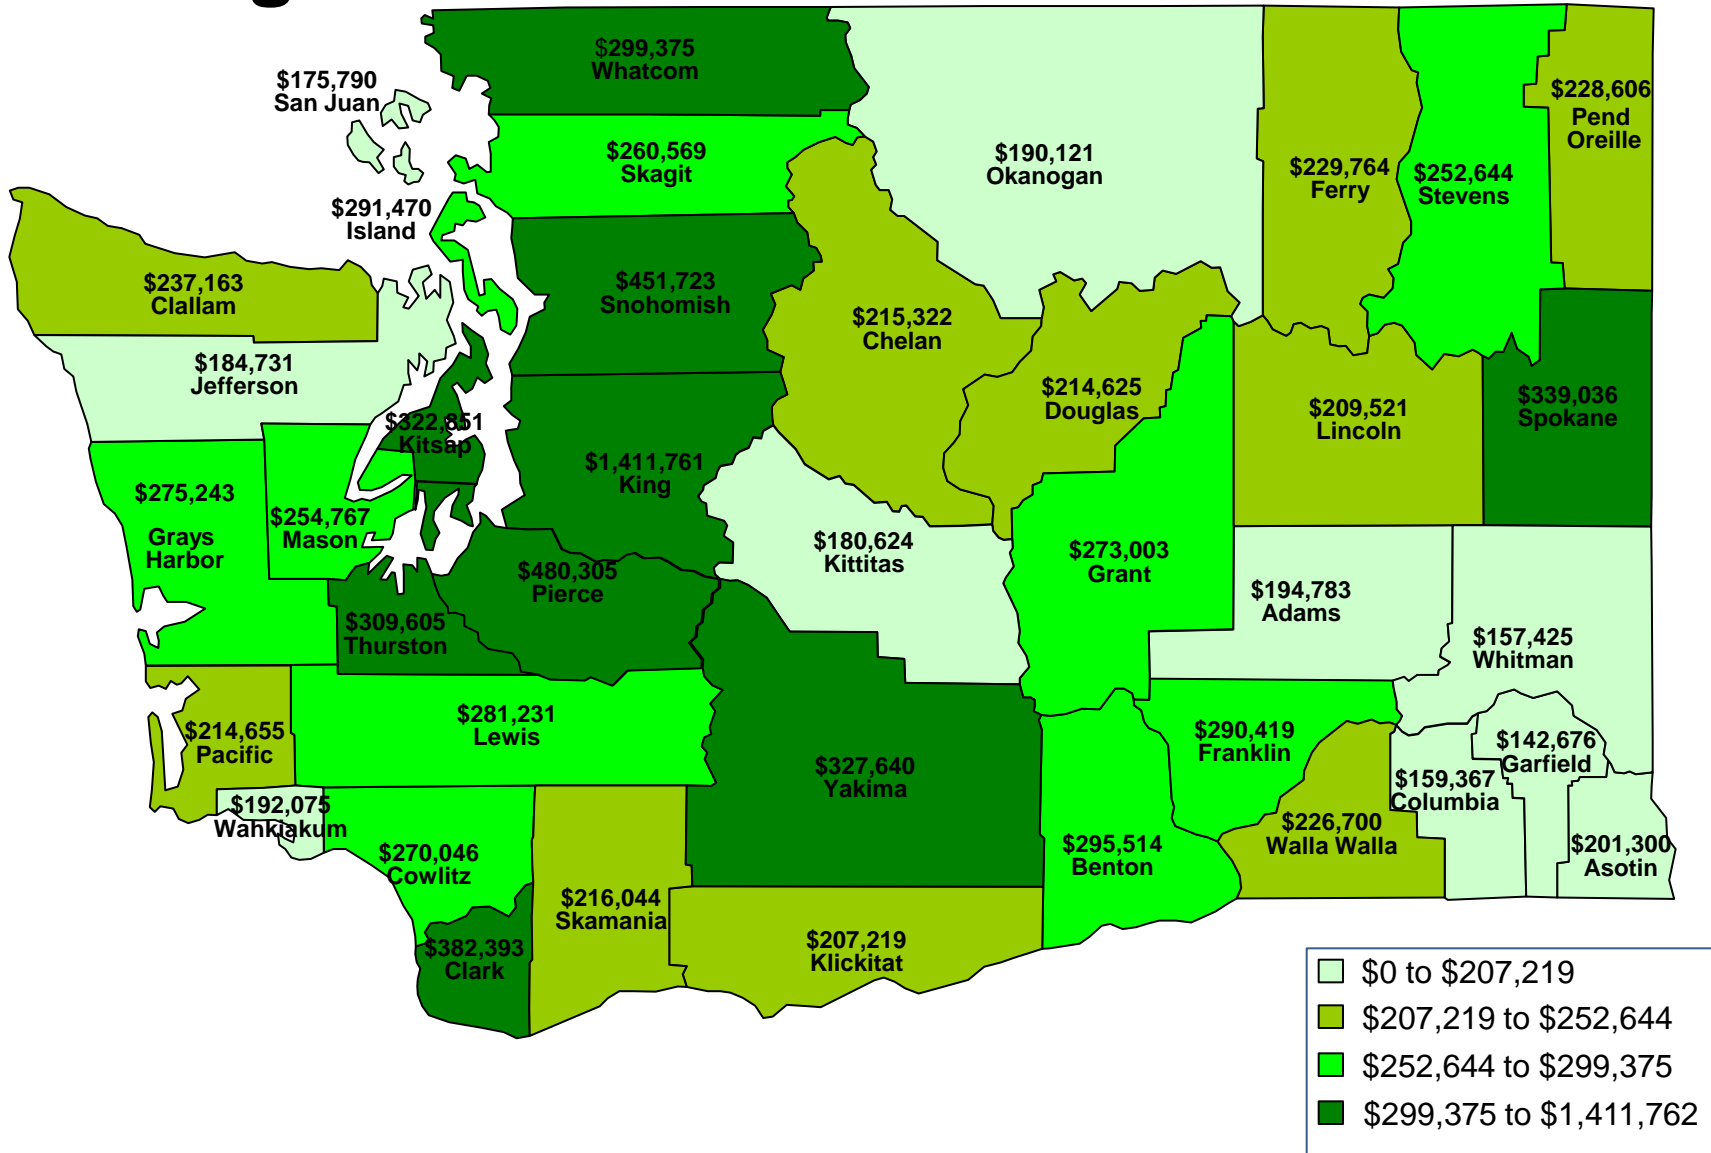 $299,375
Whatcom
$175,790
San Juan
$260,569
Skagit
$190,121
Okanogan
$229,764
Ferry
$252,644
Stevens
$228,606
Pend
Oreille
$291,470
Island
$237,163
Clallam
$451,723
Snohomish
$215,322
Chelan
$184,731
Jefferson
$214,625
Douglas
$209,521
Lincoln
$339,036
Spokane
$322,851
Kitsap
$1,411,761
King
$275,243
Grays
Harbor
$254,767
Mason
$180,624
Kittitas
$273,003
Grant
$480,305
Pierce
$194,783
Adams
$309,605
Thurston
$157,425
Whitman
$214,655
Pacific
$281,231
Lewis
$290,419
Franklin
$142,676
Garfield
$327,640
Yakima
$159,367
Columbia
$192,075
Wahkiakum
$226,700
Walla Walla
$295,514
Benton
$201,300
Asotin
$270,046
Cowlitz
$216,044
Skamania
$382,393
Clark
$207,219
Klickitat
$0 to $207,219
$207,219 to $252,644
$252,644 to $299,375
$299,375 to $1,411,762